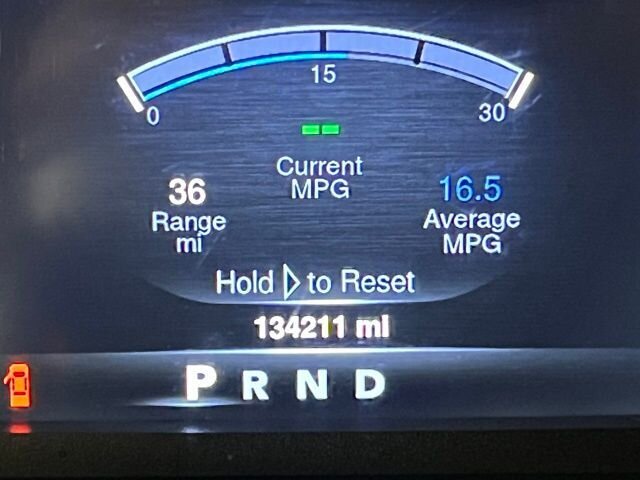 15
0
30
Current
MPG
36
Range
mi
16.5
Average
MPG
Hold to Reset
134211 mi
P R N D